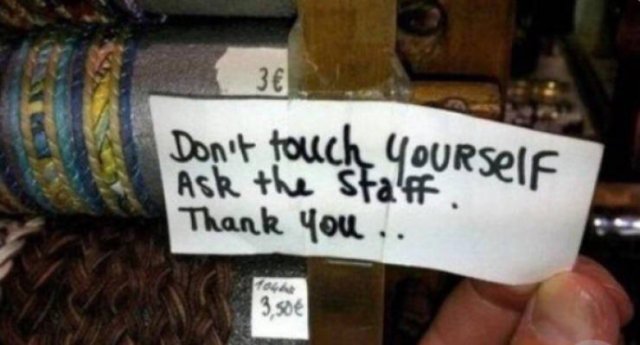 3€
Don't touch yourself
Ask the Staff.
Thank you ..
3,50€